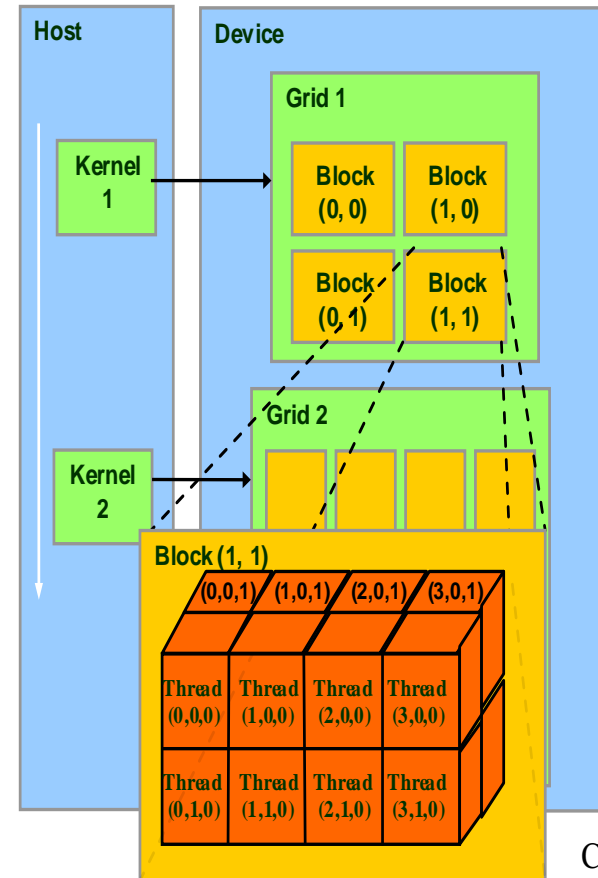 Host
Device
Grid 1
Kernel
1
Block
(0, 0)
Block
(1, 0)
Block
(0, 1)
Block
(1, 1)
Grid 2
Kernel
2
Block (1, 1)
(0,0,1)
(1,0,1)
(2,0,1)
(3,0,1)
Thread
(0,0,0)
Thread
(1,0,0)
Thread
(2,0,0)
Thread
(3,0,0)
Thread
(0,1,0)
Thread
(1,1,0)
Thread
(2,1,0)
Thread
(3,1,0)
C